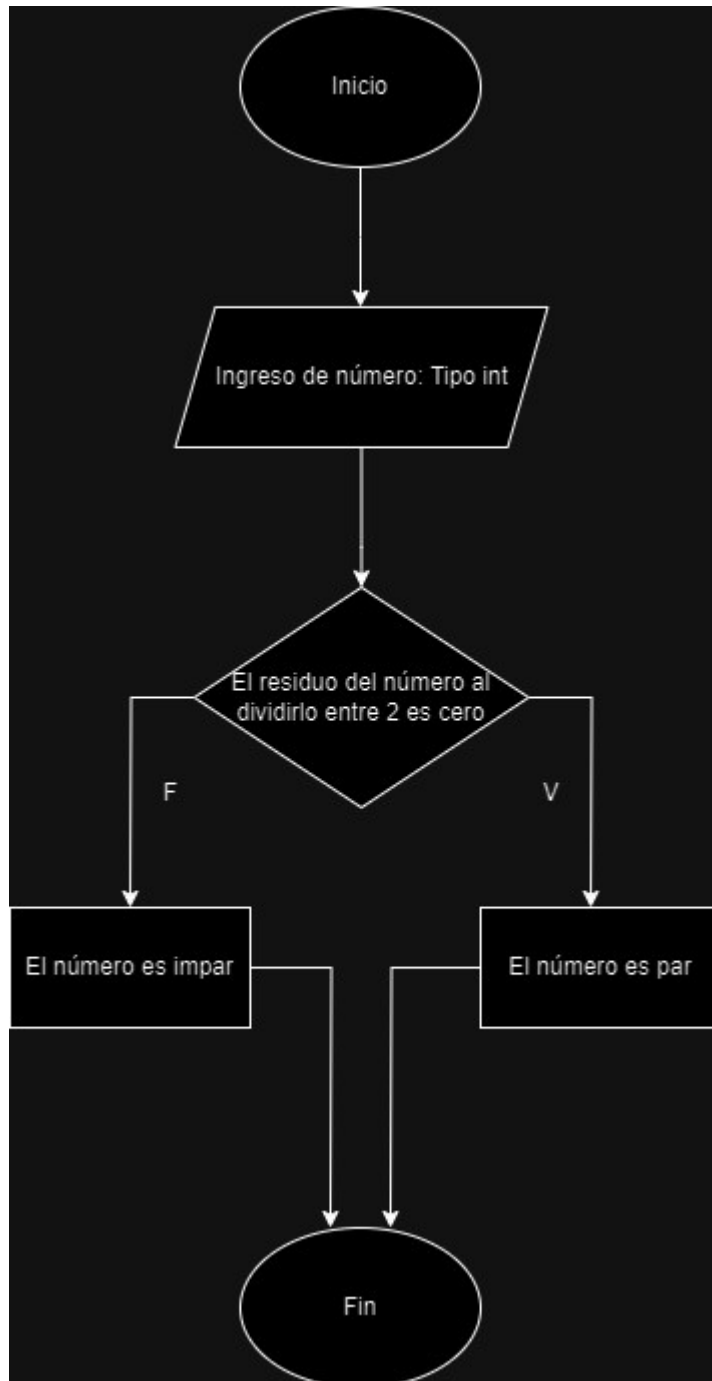 Inicio
Ingreso de número: Tipo int
El residuo del número al
dividirlo entre 2 es cero
F
V
El número es impar
El número es par
Fin